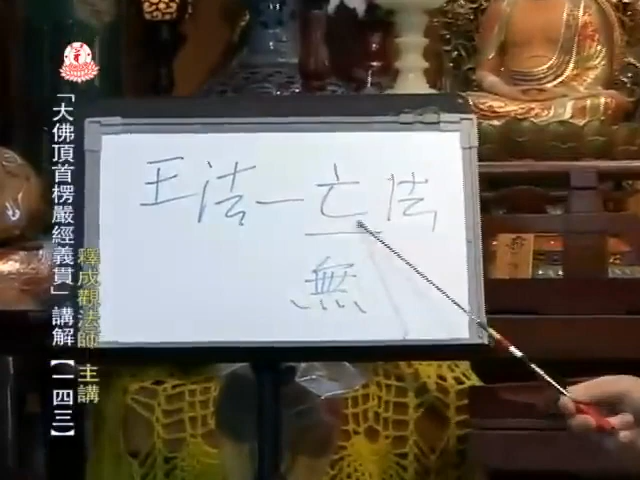 「大佛頂首楞嚴經義貫」講解【一四三】
釋成觀法師 主講
王法一亡法
無